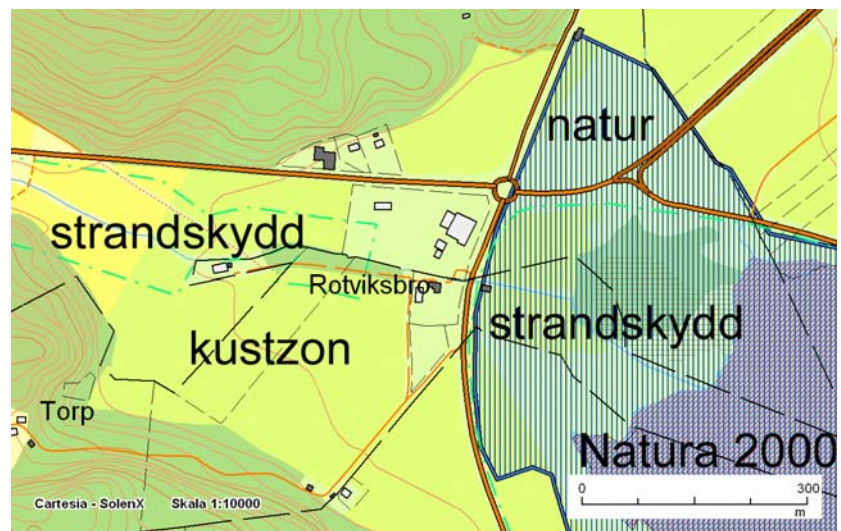 natur
strandskydd
Rotviksbro
strandskydd
kustzon
Torp
Natura 2000
Cartesia - SolenX Skala 1:10000
0 300
m